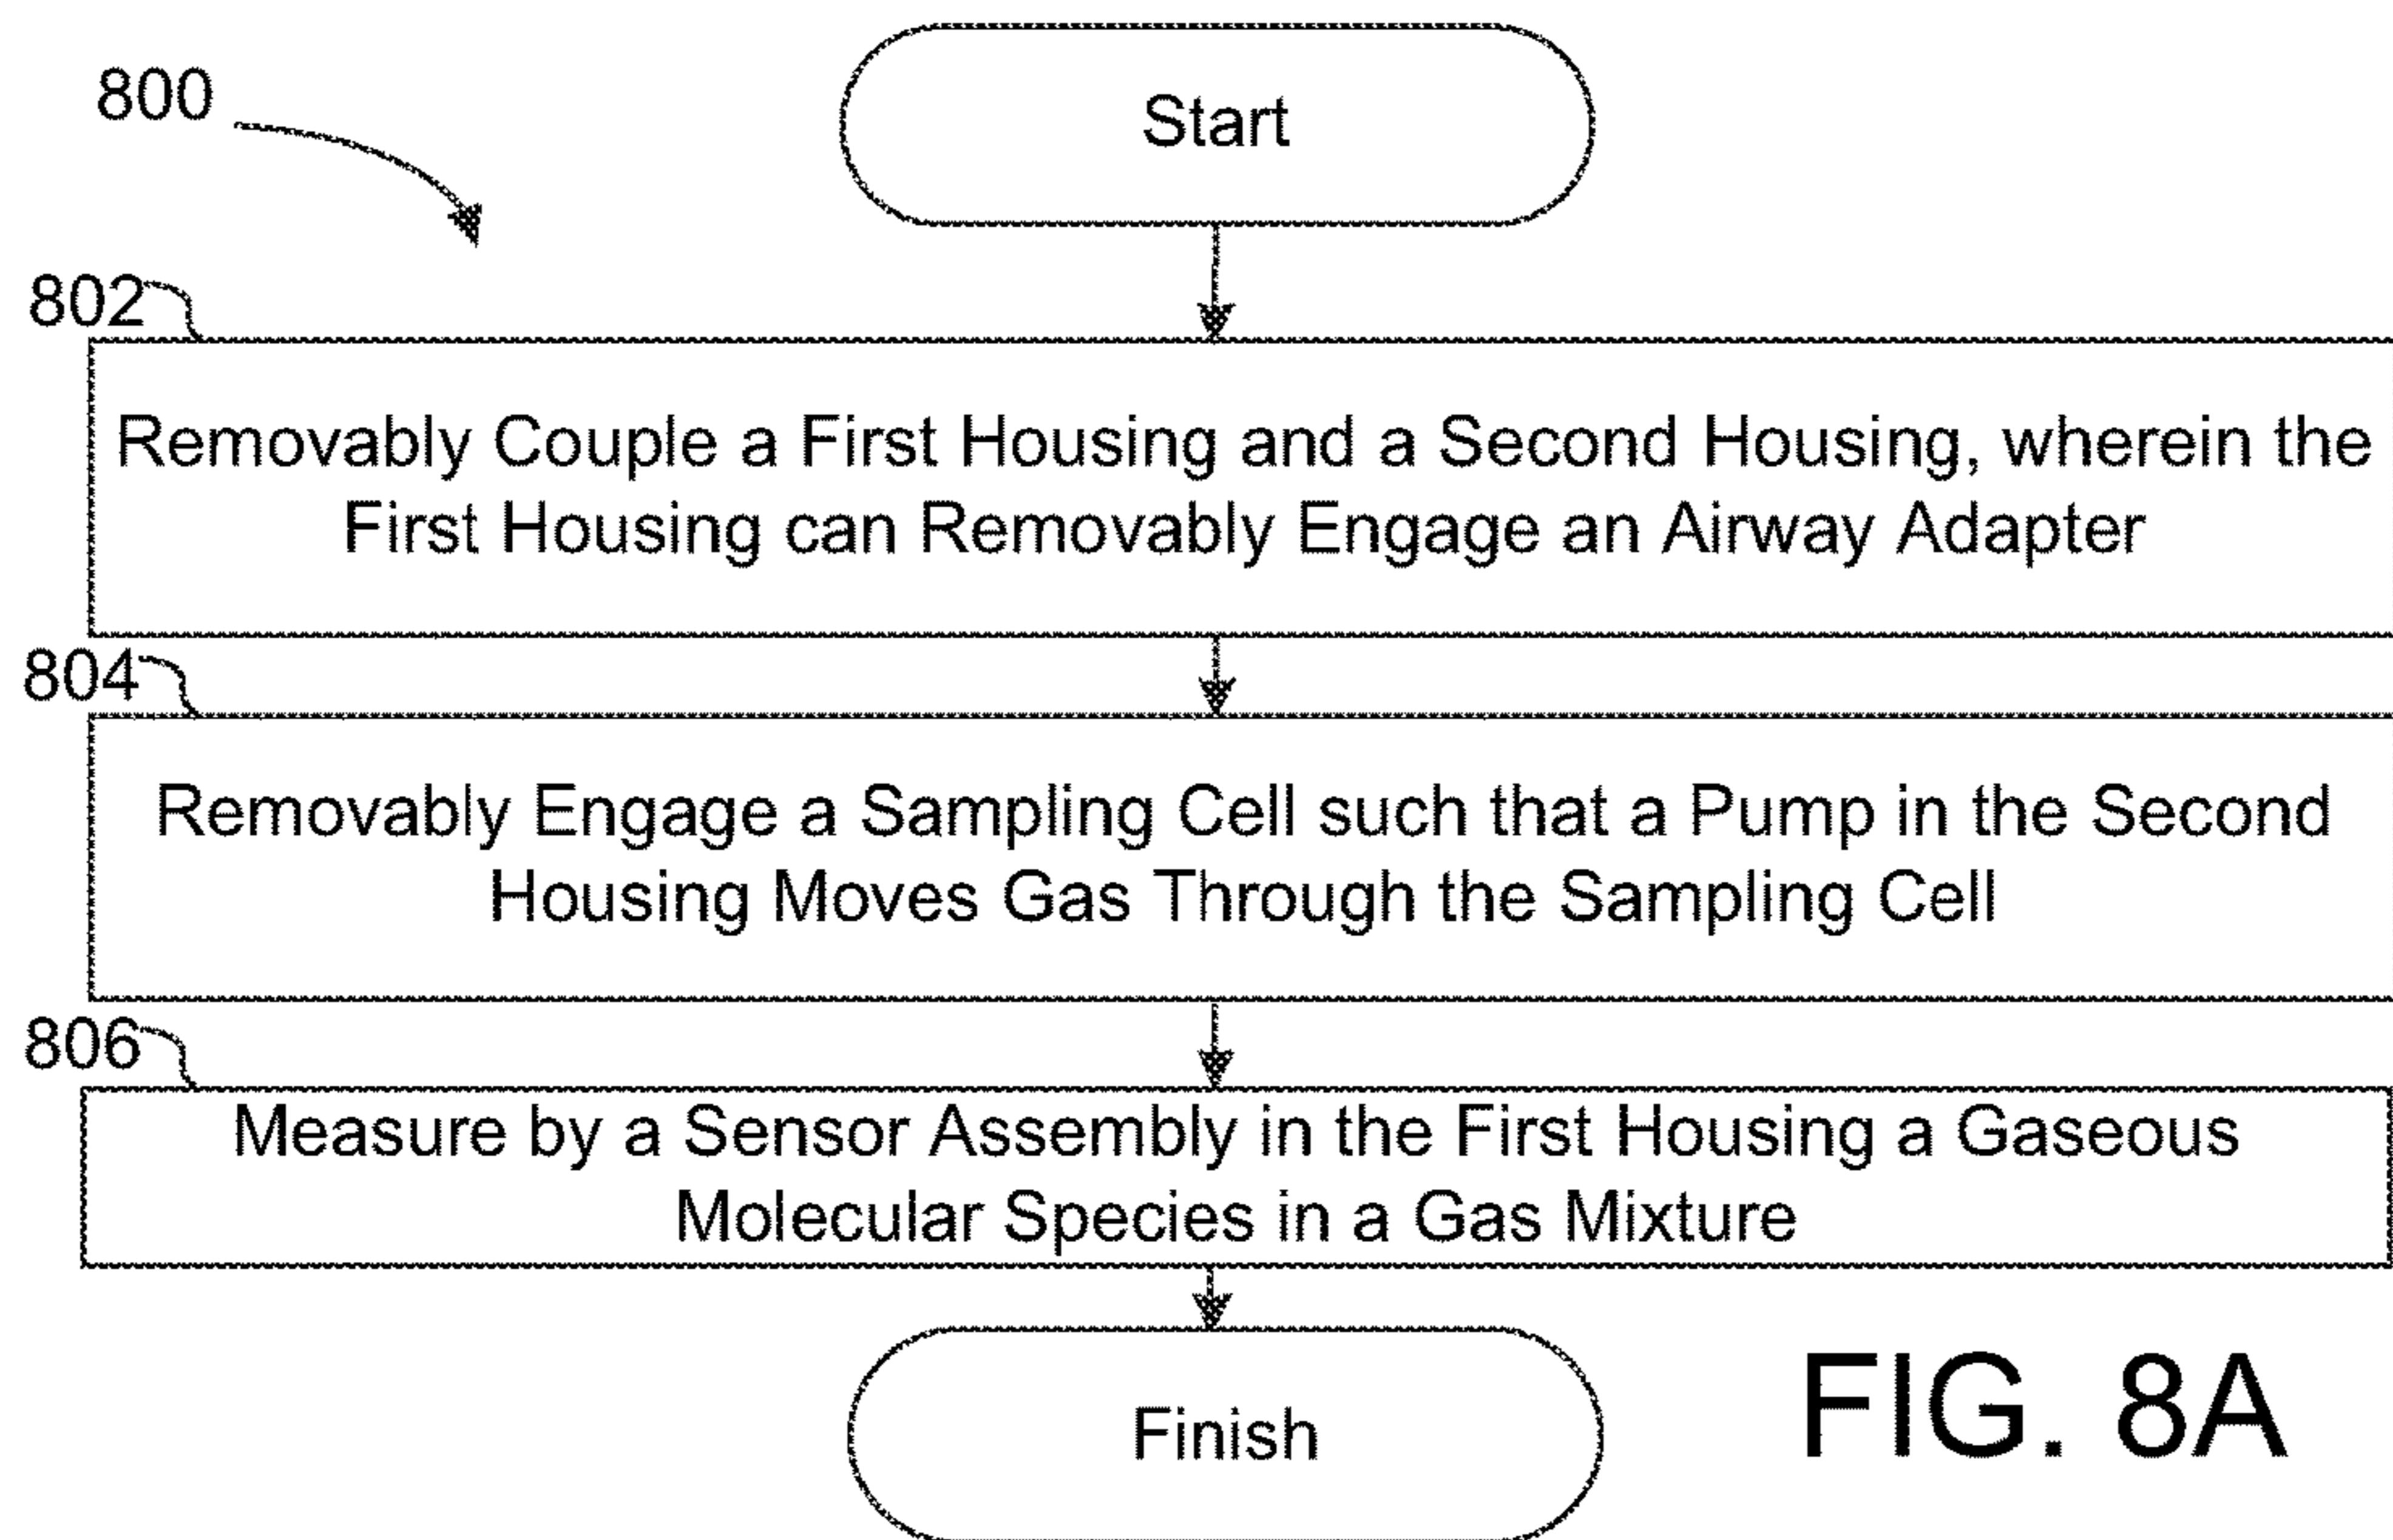 800
Start
802
Removably Couple a First Housing and a Second Housing, wherein the
First Housing can Removably Engage an Airway Adapter
804
Removably Engage a Sampling Cell such that a Pump in the Second
Housing Moves Gas Through the Sampling Cell
806
Measure by a Sensor Assembly in the First Housing a Gaseous
Molecular Species in a Gas Mixture
Finish
FIG. 8A